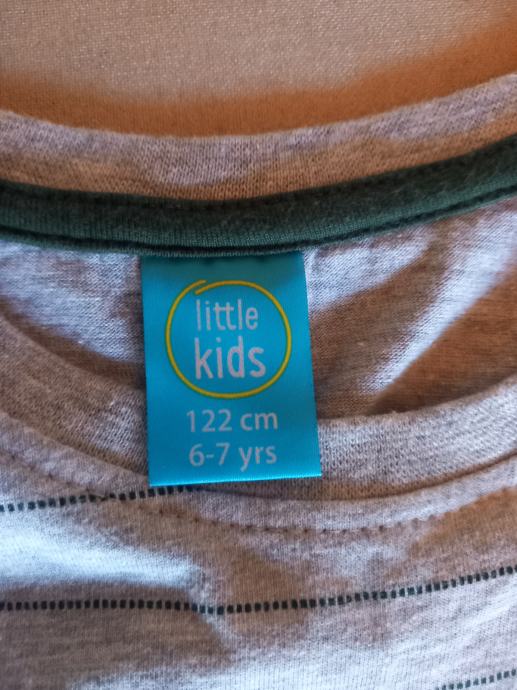 little
kids
122 cm
6-7 yrs